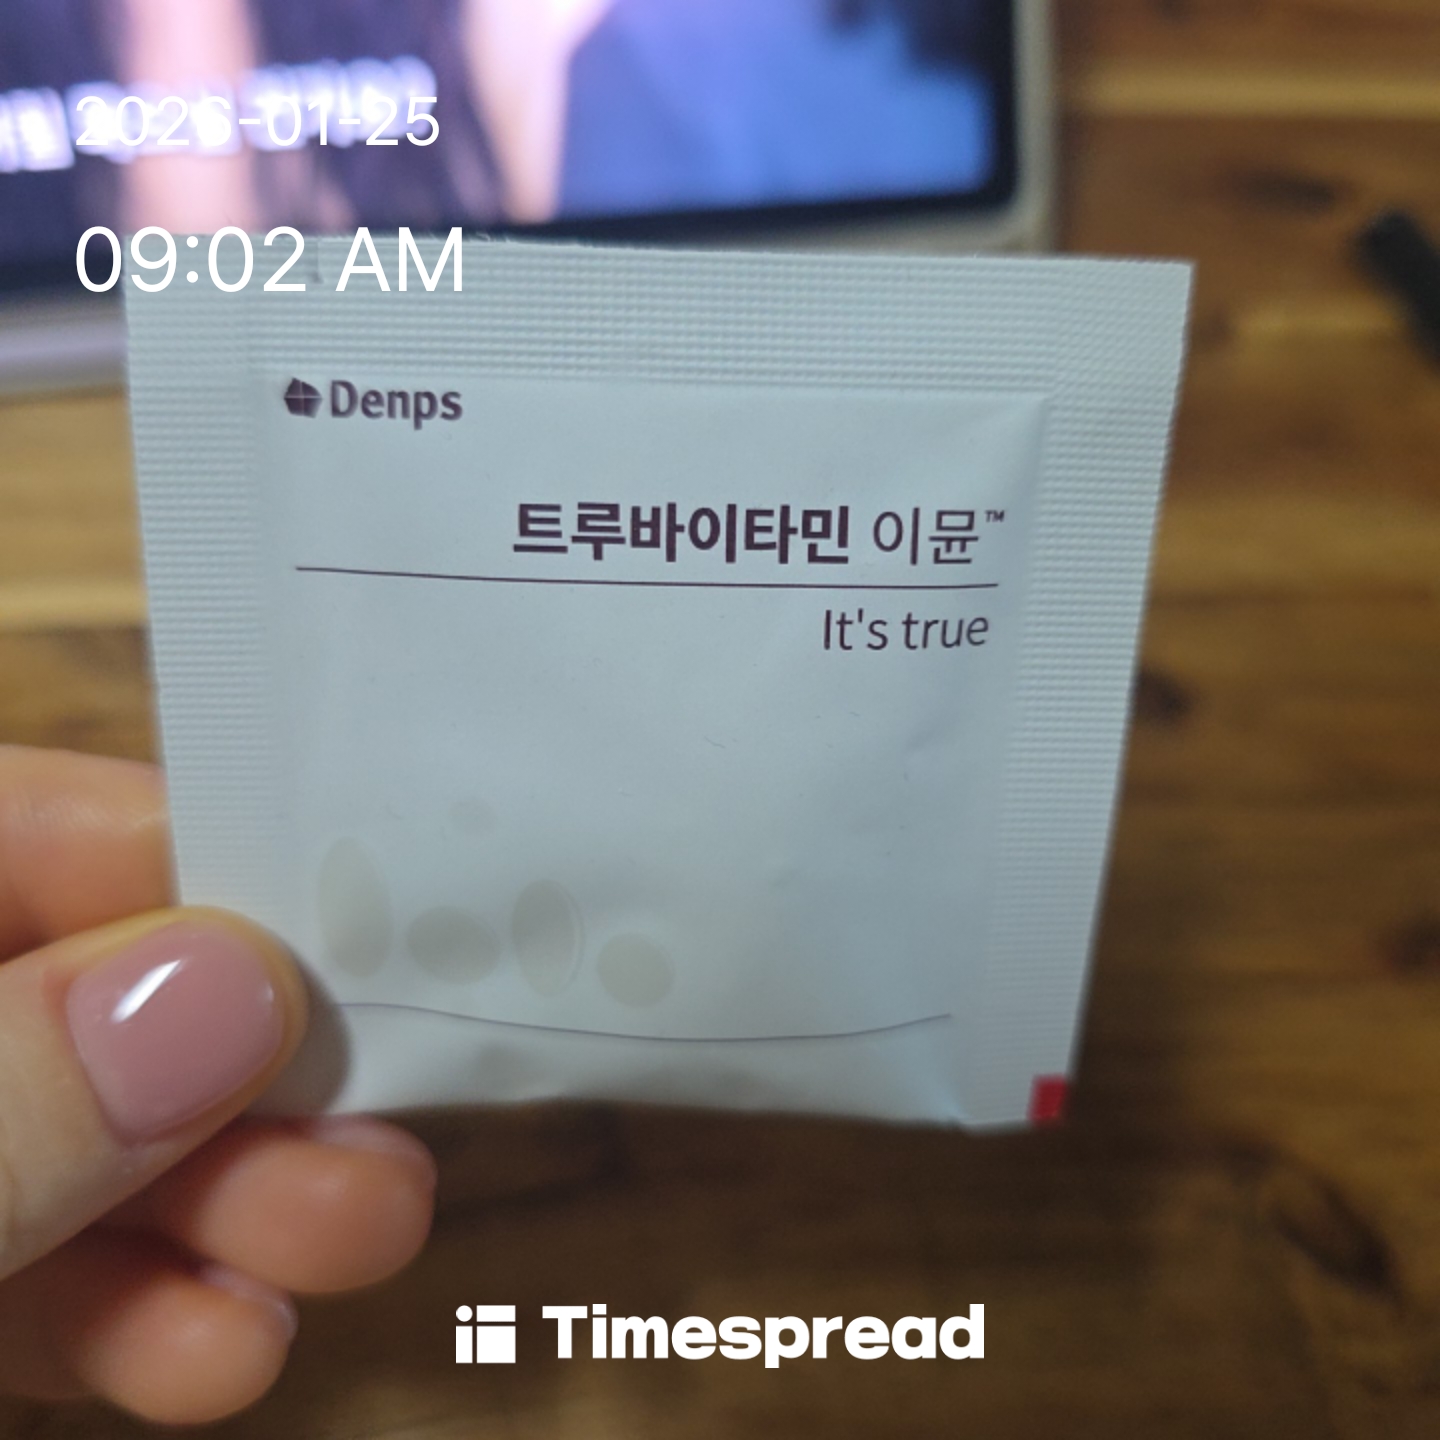 2026-01-25
09:02 AM
Denps
트루바이타민 이뮨™
It's true
Timespread